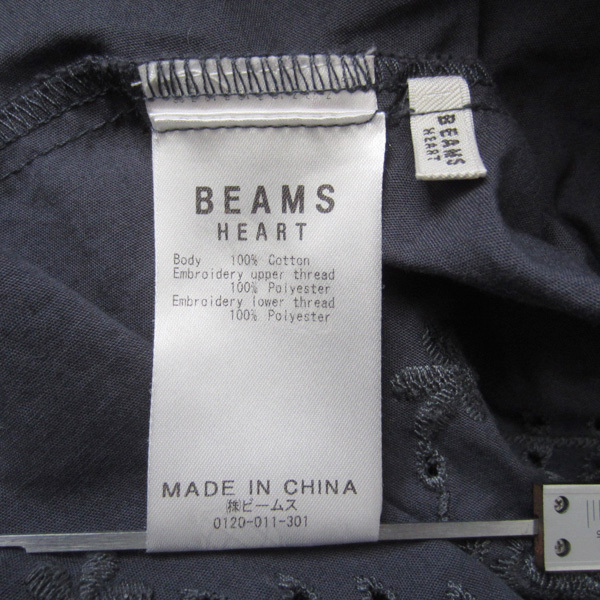 BEAMS
HEART
Body 100% Cotton
Embroidery upper thread
100% Polyester
Embroidery lower thread
100% Polyester
MADE IN CHINA
㈱ビームス
0120-011-301
BEAMS
HEART